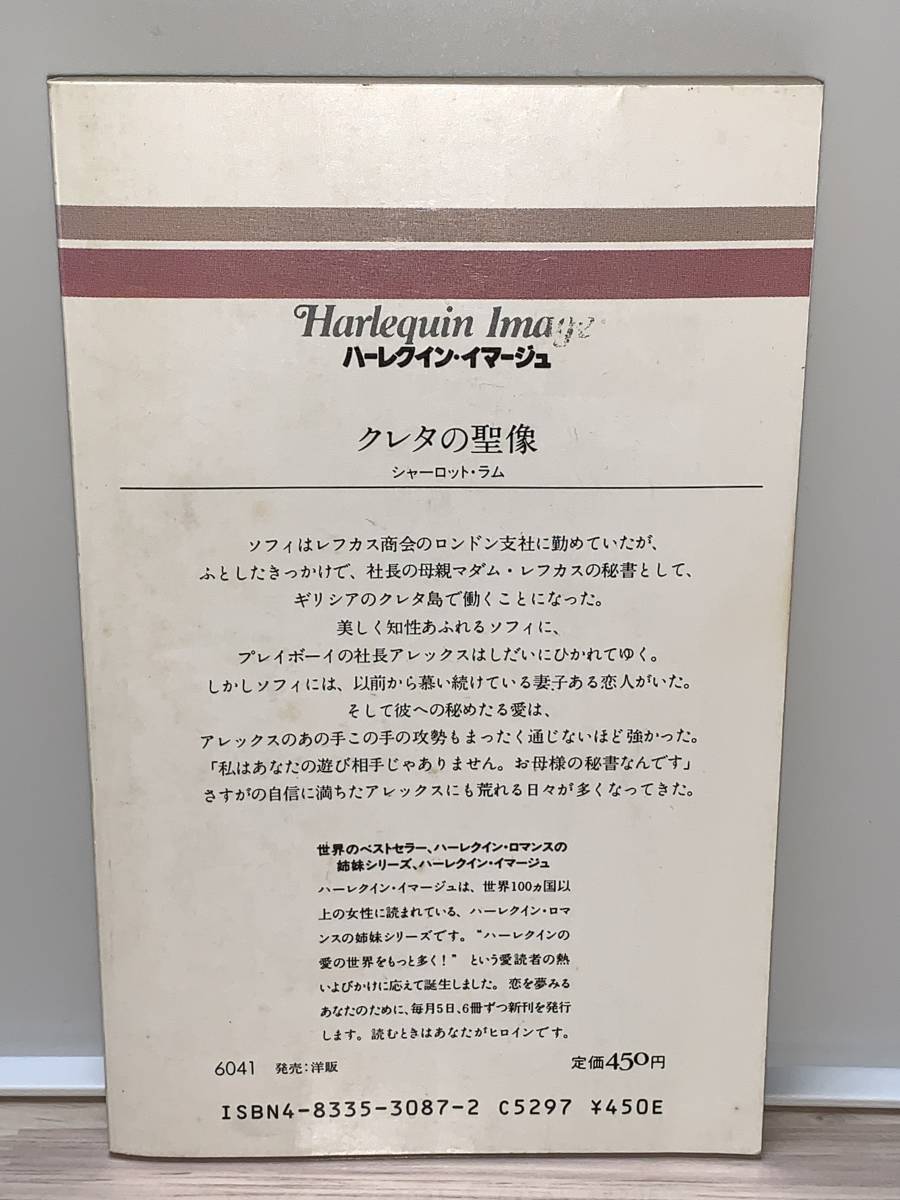 Harlequin Image
ハーレクイン・イマージュ
クレタの聖像
シャーロット・ラム
ソフィはレフカス商会のロンドン支社に勤めていたが、
ふとしたきっかけで、社長の母親マダム・レフカスの秘書として、
ギリシアのクレタ島で働くことになった。
美しく知性あふれるソフィに、
プレイボーイの社長アレックスはしだいにひかれてゆく。
しかしソフィには、以前から慕い続けている妻子ある恋人がいた。
そして彼への秘めたる愛は、
アレックスのあの手この手の攻勢もまったく通じないほど強かった。
「私はあなたの遊び相手じゃありません。お母様の秘書なんです」
さすがの自信に満ちたアレックスにも荒れる日々が多くなってきた。
世界のベストセラー、ハーレクイン・ロマンスの
姉妹シリーズ、ハーレクイン・イマージュ
ハーレクイン・イマージュは、世界100ヵ国以
上の女性に読まれている、ハーレクイン・ロマ
ンスの姉妹シリーズです。“ハーレクインの
愛の世界をもっと多く！” という愛読者の熱
いよびかけに応えて誕生しました。恋を夢みる
あなたのために、毎月5日、6冊ずつ新刊を発行
します。読むときはあなたがヒロインです。
6041 発売：洋販 定価450円
ISBN4-8335-3087-2 C5297 ¥450E